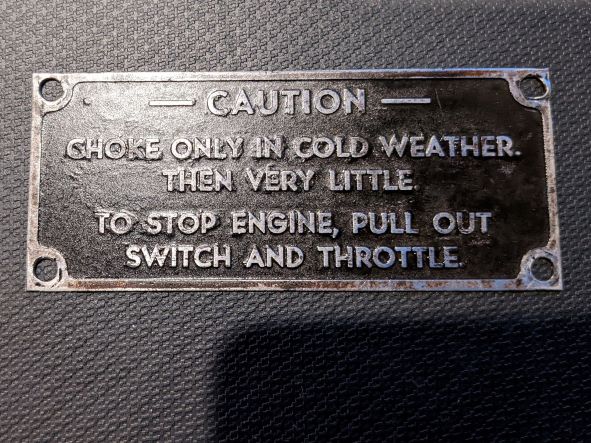 — CAUTION —
CHOKE ONLY IN COLD WEATHER.
THEN VERY LITTLE
TO STOP ENGINE, PULL OUT
SWITCH AND THROTTLE.